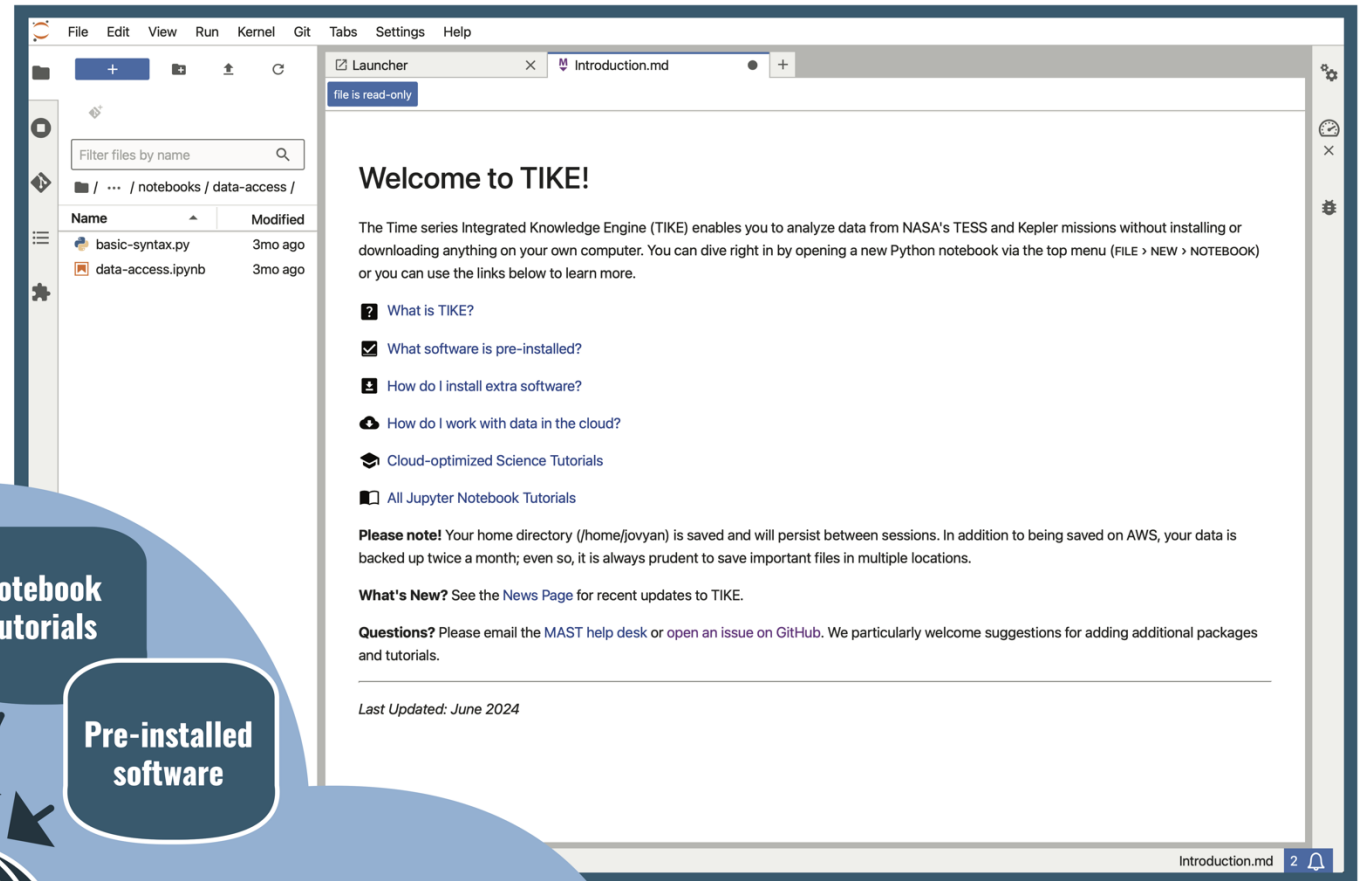 File Edit View Run Kernel Git Tabs Settings Help
+
Launcher
Introduction.md
+
file is read-only
Filter files by name
/ ··· / notebooks / data-access /
Name Modified
basic-syntax.py 3mo ago
data-access.ipynb 3mo ago
Welcome to TIKE!
The Time series Integrated Knowledge Engine (TIKE) enables you to analyze data from NASA's TESS and Kepler missions without installing or
downloading anything on your own computer. You can dive right in by opening a new Python notebook via the top menu (FILE › NEW › NOTEBOOK)
or you can use the links below to learn more.
What is TIKE?
What software is pre-installed?
How do I install extra software?
How do I work with data in the cloud?
Cloud-optimized Science Tutorials
All Jupyter Notebook Tutorials
Please note! Your home directory (/home/jovyan) is saved and will persist between sessions. In addition to being saved on AWS, your data is
backed up twice a month; even so, it is always prudent to save important files in multiple locations.
What's New? See the News Page for recent updates to TIKE.
Questions? Please email the MAST help desk or open an issue on GitHub. We particularly welcome suggestions for adding additional packages
and tutorials.
Last Updated: June 2024
otebook
utorials
Pre-installed
software
Introduction.md 2